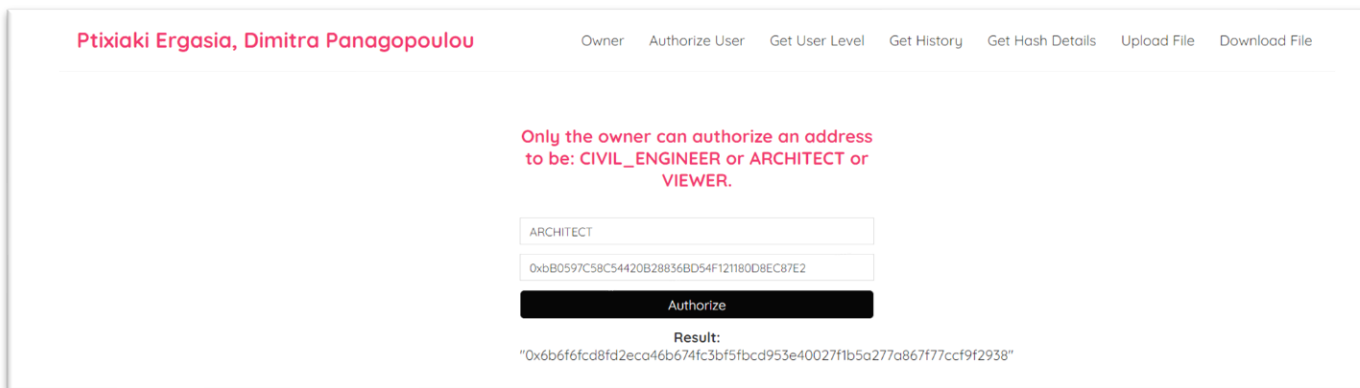 Ptixiaki Ergasia, Dimitra Panagopoulou
Owner Authorize User Get User Level Get History Get Hash Details Upload File Download File
Only the owner can authorize an address
to be: CIVIL_ENGINEER or ARCHITECT or
VIEWER.
ARCHITECT
0xbB0597C58C54420B28836BD54F121180D8EC87E2
Authorize
Result:
"0x6b6f6fcd8fd2eca46b674fc3bf5fbcd953e40027f1b5a277a867f77ccf9f2938"